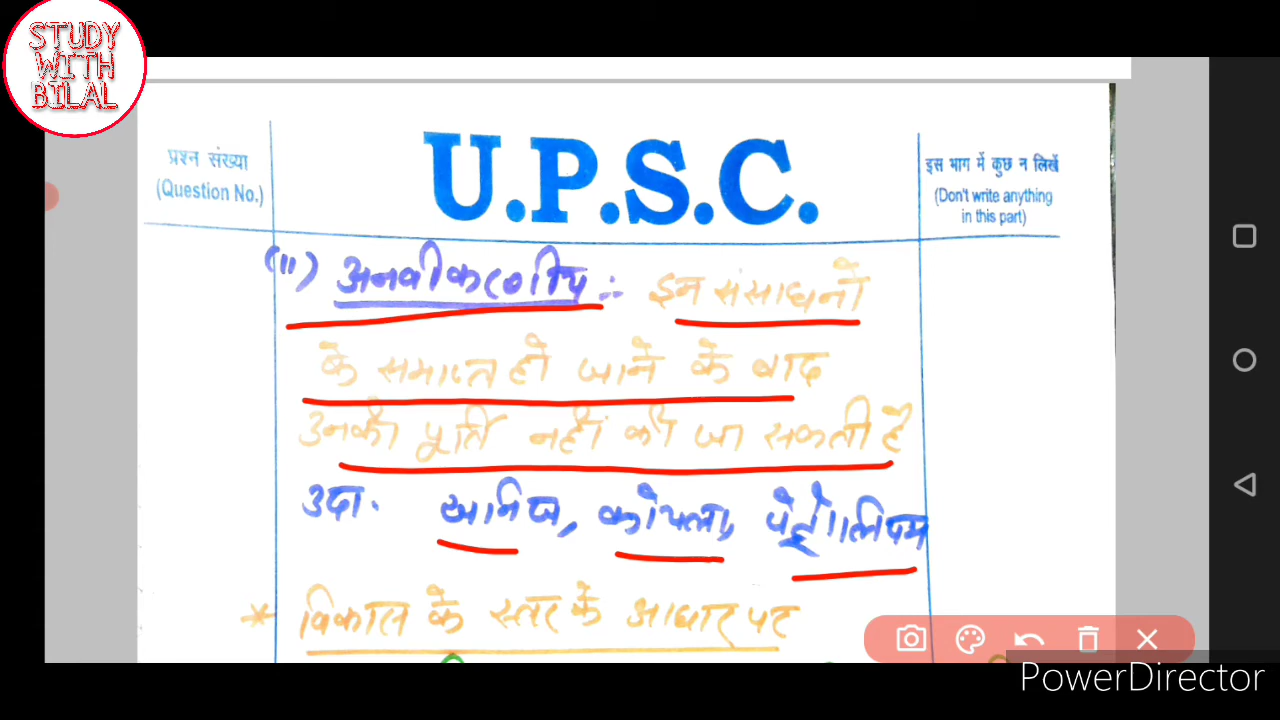 STUDY
WITH
BILAL
प्रश्न संख्या
(Question No.)
U.P.S.C.
इस भाग में कुछ न लिखें
(Don't write anything
in this part)
(ii) अनवीकरणीय :- इन संसाधनों
के समाप्त हो जाने के बाद
उनकी पूर्ति नहीं की जा सकती है
उदा. खनिज, कोयला, पेट्रोलियम
* विकास के स्तर के आधार पर
PowerDirector